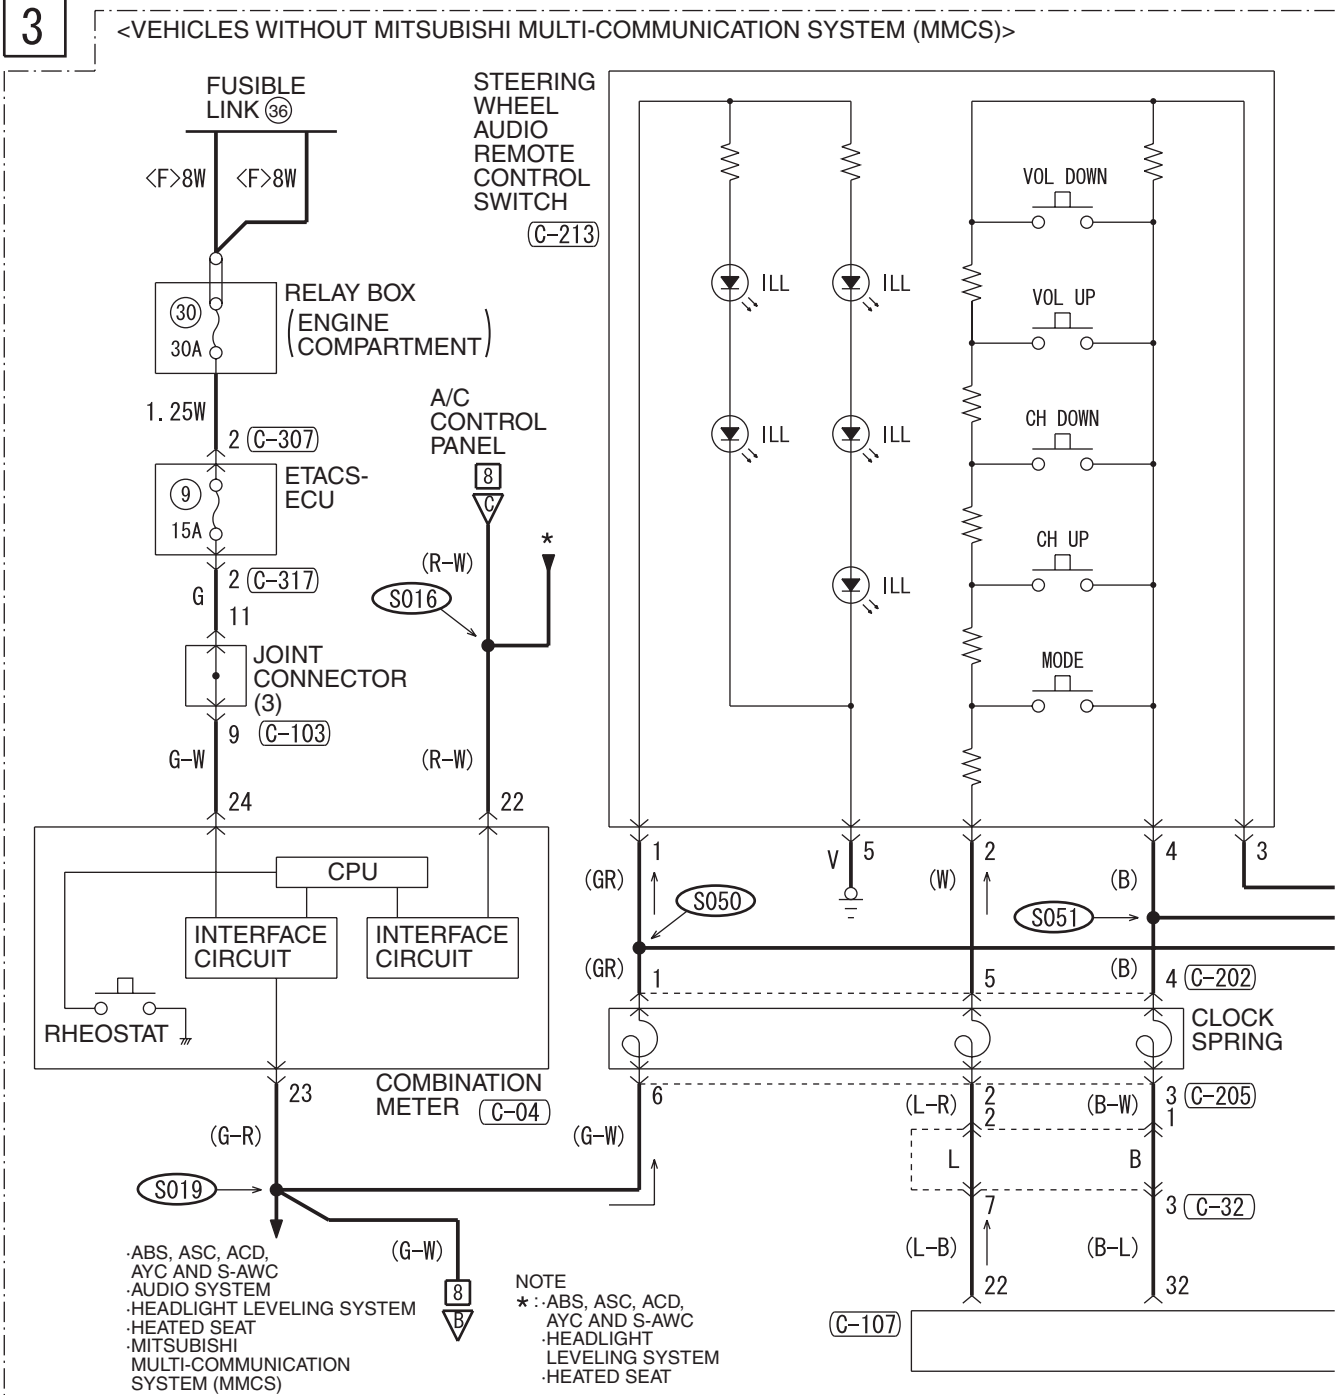 3
<VEHICLES WITHOUT MITSUBISHI MULTI-COMMUNICATION SYSTEM (MMCS)>
FUSIBLE
LINK 36
<F>8W
<F>8W
30
30A
RELAY BOX
(ENGINE
COMPARTMENT)
1.25W
2 C-307
9
15A
ETACS-
ECU
2 C-317
G
11
JOINT
CONNECTOR
(3)
9 C-103
G-W
24
A/C
CONTROL
PANEL
8
C
*
(R-W)
S016
(R-W)
22
STEERING
WHEEL
AUDIO
REMOTE
CONTROL
SWITCH
C-213
ILL
ILL
ILL
ILL
ILL
VOL DOWN
VOL UP
CH DOWN
CH UP
MODE
1
5
2
4
3
(GR)
V
(W)
(B)
S050
S051
(GR)
(B)
1
5
4 C-202
CLOCK
SPRING
6
2
3 C-205
CPU
INTERFACE
CIRCUIT
INTERFACE
CIRCUIT
RHEOSTAT
COMBINATION
METER C-04
23
(G-R)
(G-W)
S019
(L-R)
2
(B-W)
1
L
B
7
3 C-32
(L-B)
(B-L)
22
32
C-107
·ABS, ASC, ACD,
AYC AND S-AWC
·AUDIO SYSTEM
·HEADLIGHT LEVELING SYSTEM
·HEATED SEAT
·MITSUBISHI
MULTI-COMMUNICATION
SYSTEM (MMCS)
(G-W)
8
B
NOTE
* :·ABS, ASC, ACD,
AYC AND S-AWC
·HEADLIGHT
LEVELING SYSTEM
·HEATED SEAT